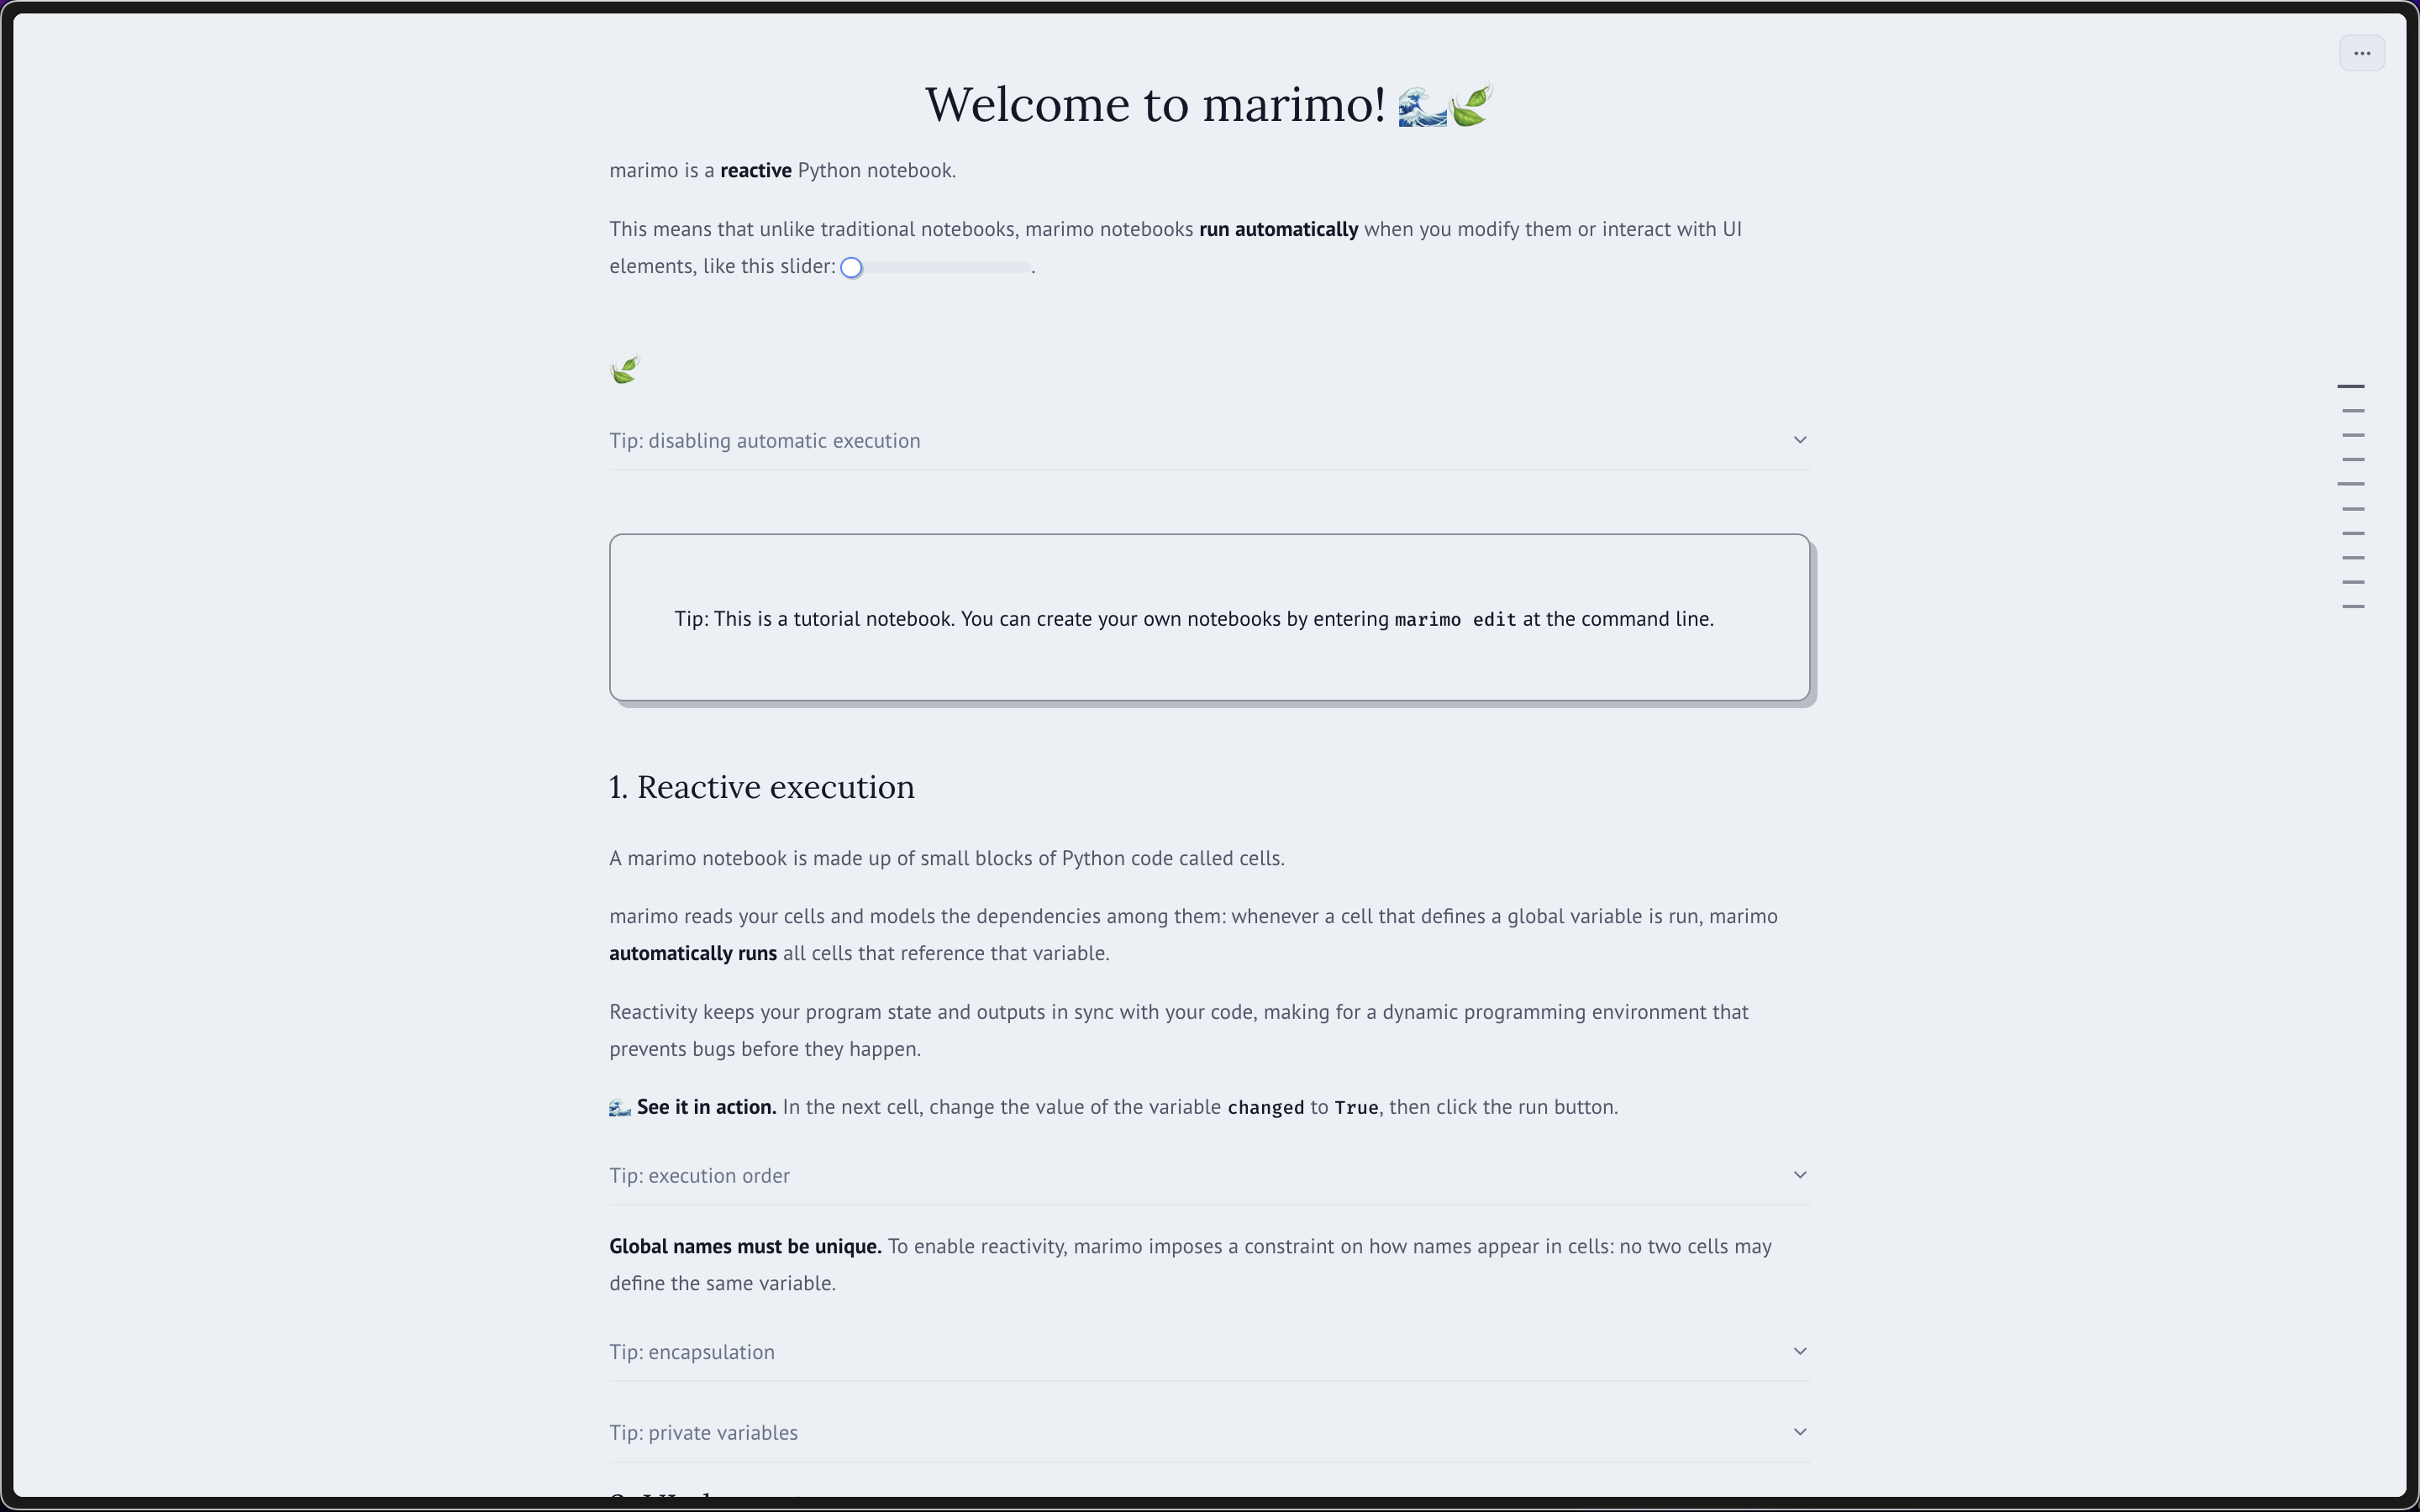 Welcome to marimo! 🌊🍃
marimo is a reactive Python notebook.
This means that unlike traditional notebooks, marimo notebooks run automatically when you modify them or interact with UI
elements, like this slider: .
🍃
Tip: disabling automatic execution
Tip: This is a tutorial notebook. You can create your own notebooks by entering marimo edit at the command line.
1. Reactive execution
A marimo notebook is made up of small blocks of Python code called cells.
marimo reads your cells and models the dependencies among them: whenever a cell that defines a global variable is run, marimo
automatically runs all cells that reference that variable.
Reactivity keeps your program state and outputs in sync with your code, making for a dynamic programming environment that
prevents bugs before they happen.
🌊 See it in action. In the next cell, change the value of the variable changed to True, then click the run button.
Tip: execution order
Global names must be unique. To enable reactivity, marimo imposes a constraint on how names appear in cells: no two cells may
define the same variable.
Tip: encapsulation
Tip: private variables